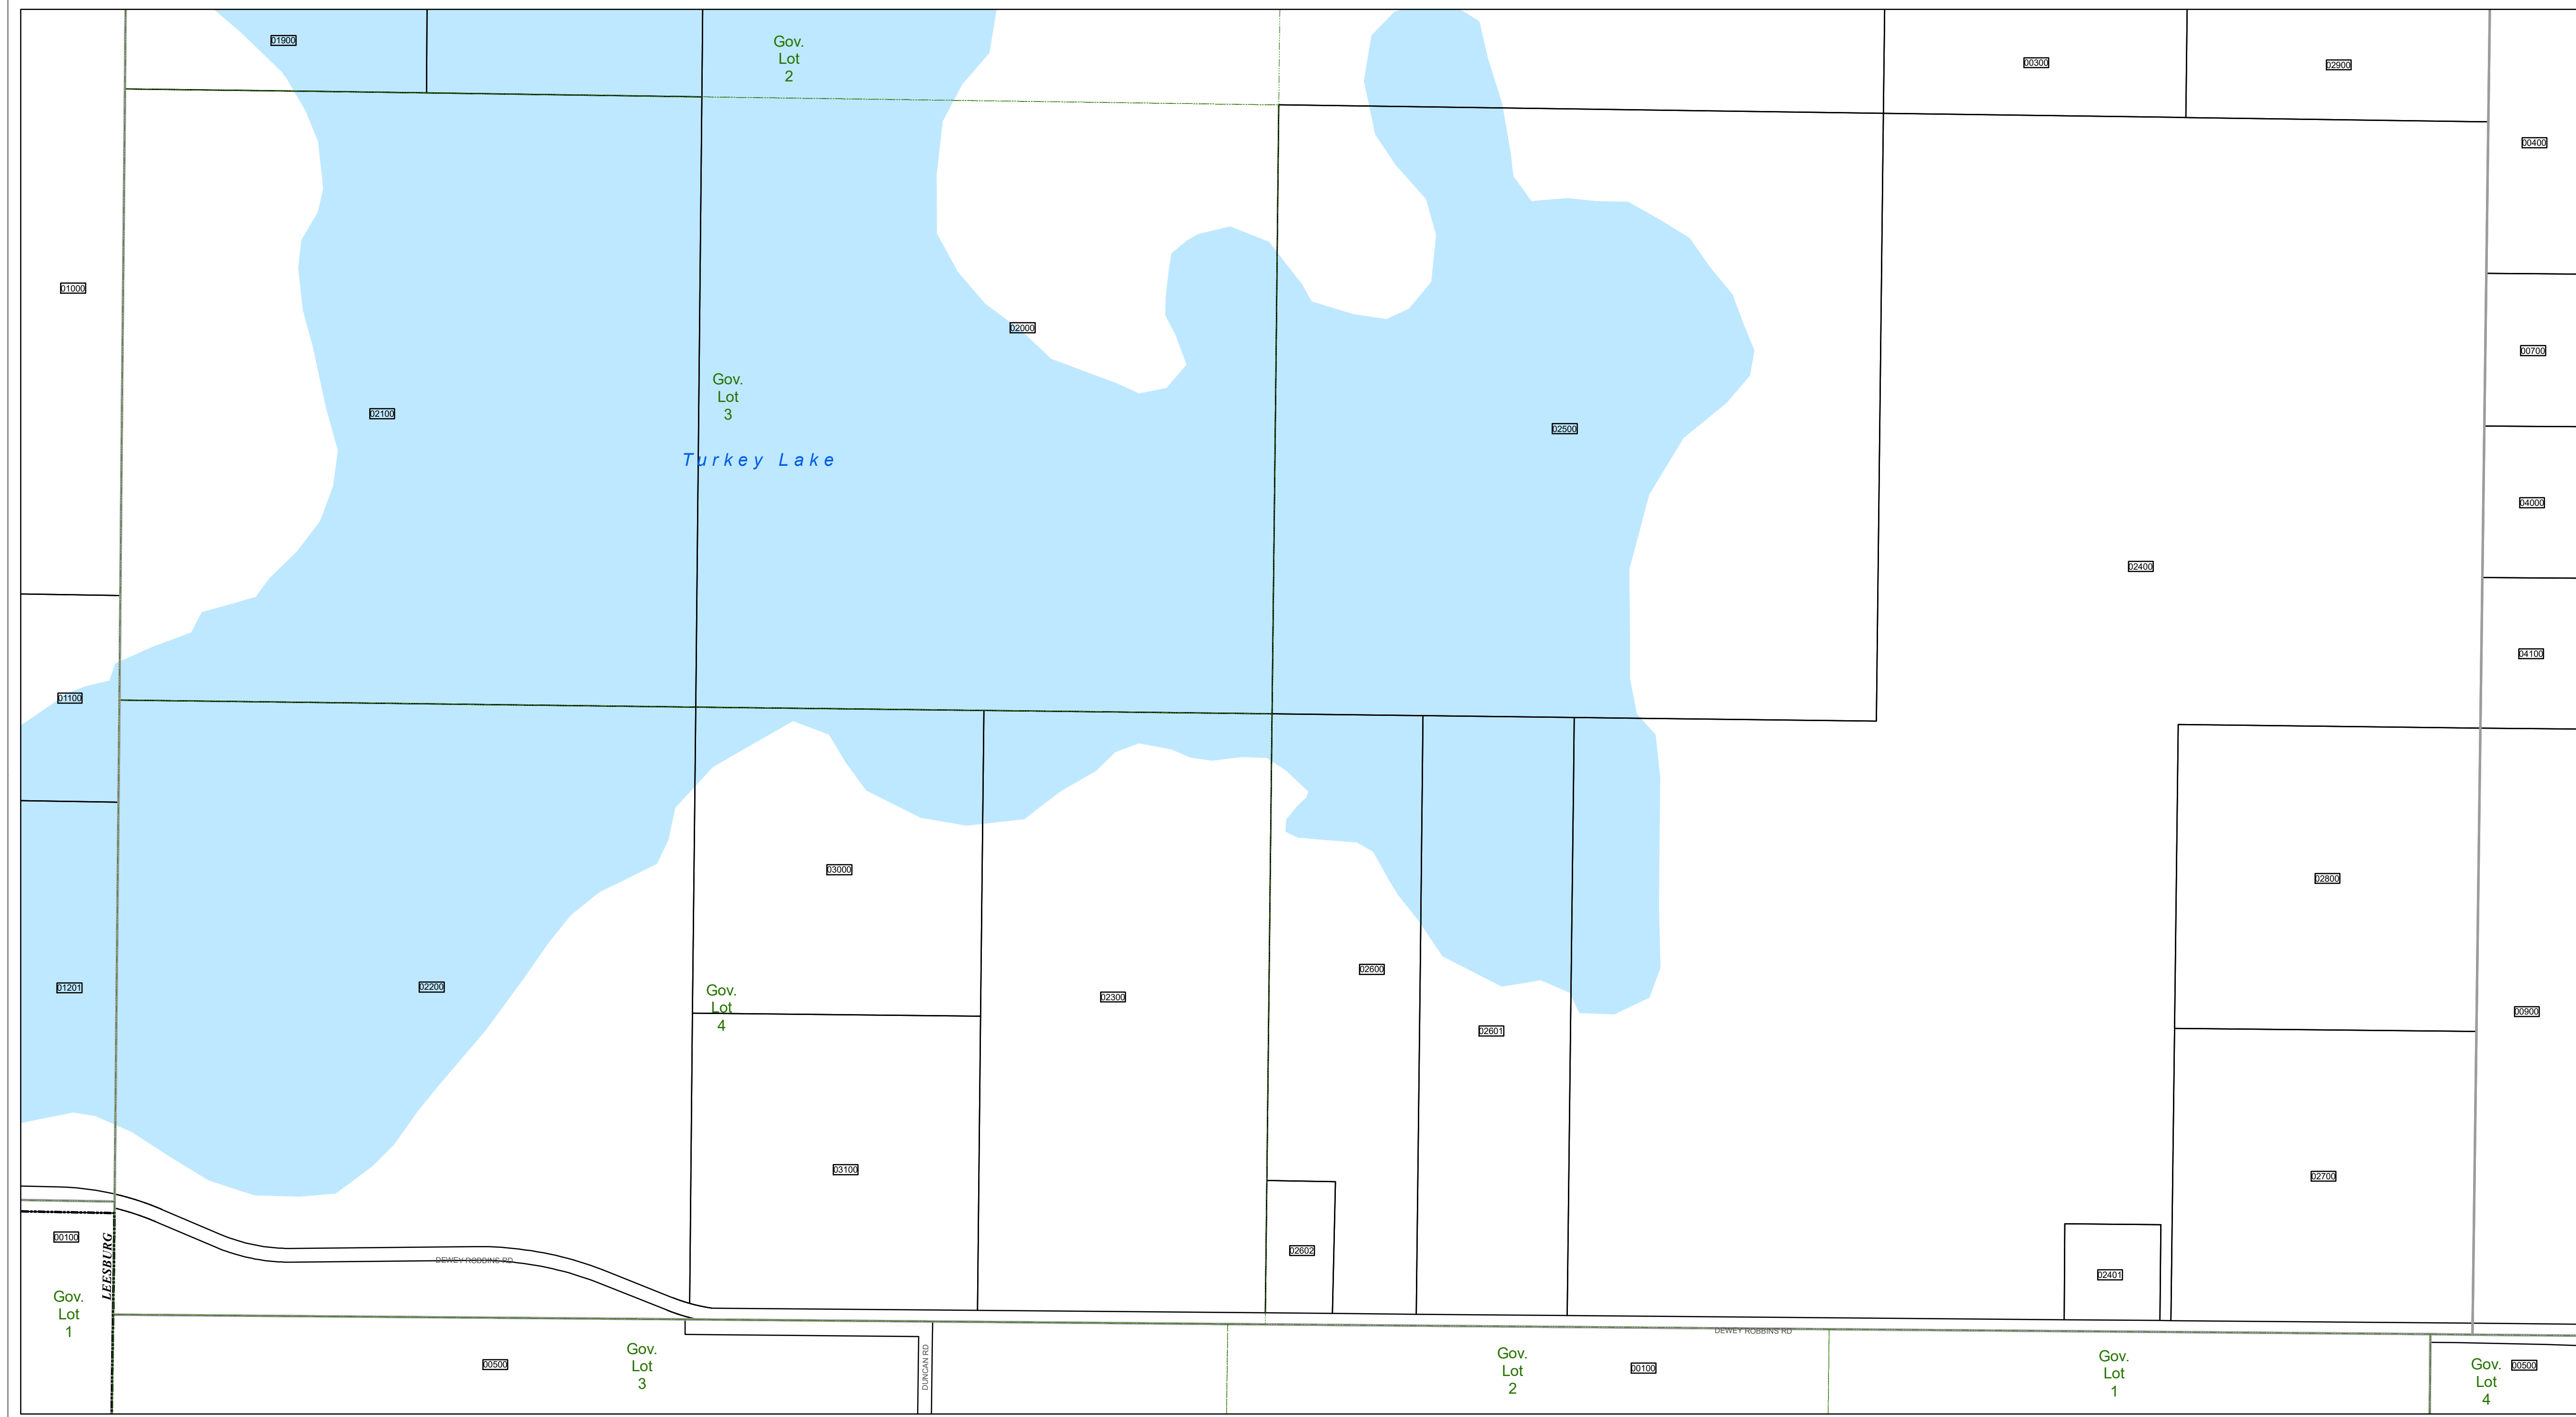 01900
Gov.
Lot
2
00300
02900
00400
01000
02000
00700
Gov.
Lot
3
02100
02500
Turkey Lake
04000
02400
04100
01100
03000
02800
01201
02200
Gov.
Lot
4
02300
02600
02601
00900
03100
02700
00100
LEESBURG
DEWEY ROBBINS RD
02602
02401
Gov.
Lot
1
DEWEY ROBBINS RD
00500
Gov.
Lot
3
DUNCAN RD
Gov.
Lot
2
00100
Gov.
Lot
1
Gov.
Lot
4
00500